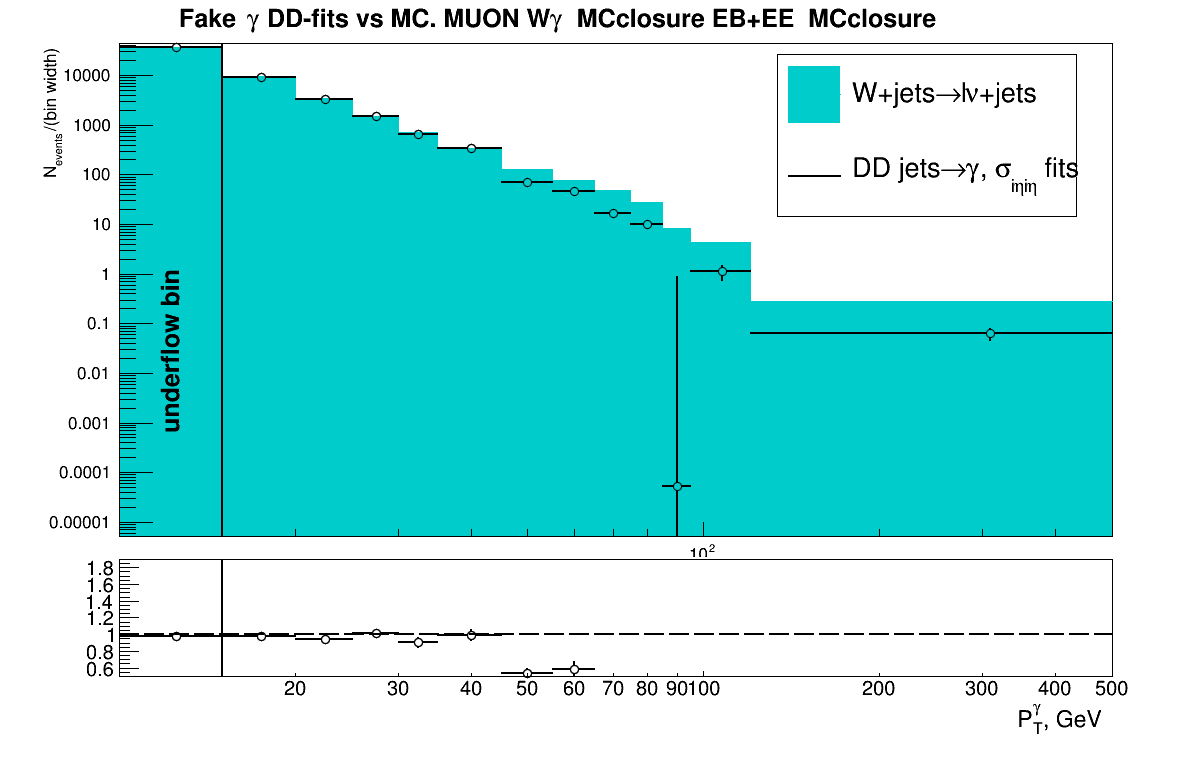 Fake γ DD-fits vs MC. MUON Wγ MCclosure EB+EE MCclosure
N_events /(bin width)
W+jets→lν+jets
DD jets→γ, σ_iηiη fits
10000
1000
100
10
1
0.1
0.01
0.001
0.0001
0.00001
underflow bin
10²
1.8
1.6
1.4
1.2
1
0.8
0.6
20 30 40 50 60 70 80 90 100 200 300 400 500
P_T^γ, GeV